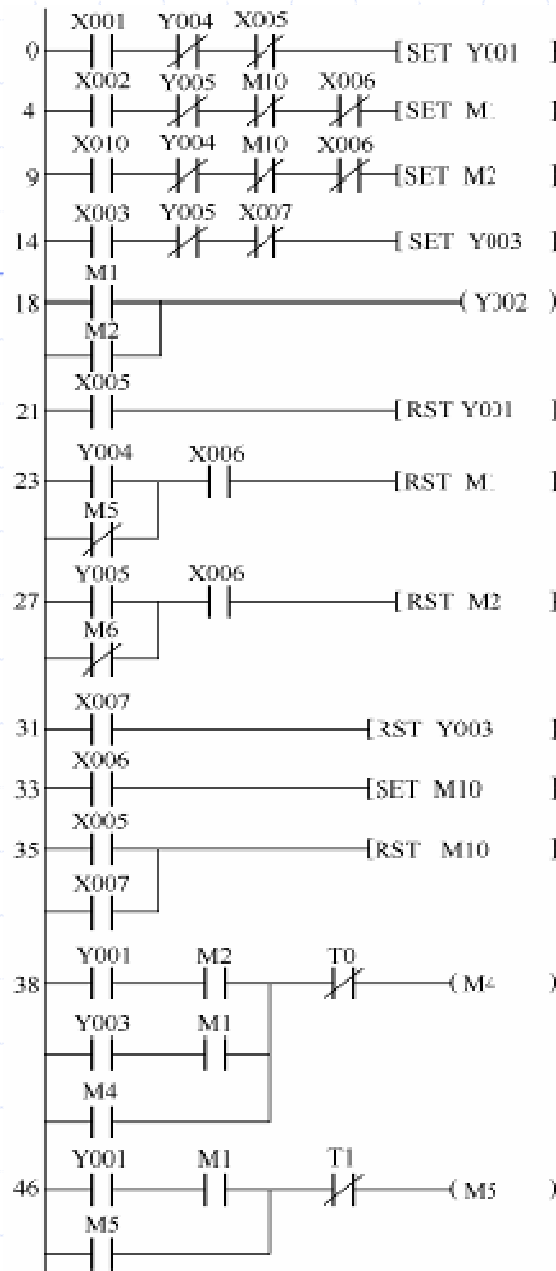 X001 Y004 X005
0 [SET Y001 ]
X002 Y005 M10 X006
4 [SET M1 ]
X010 Y004 M10 X006
9 [SET M2 ]
X003 Y005 X007
14 [SET Y003 ]
M1
18 ( Y002 )
M2
X005
21 [RST Y001 ]
Y004 X006
23 [RST M1 ]
M5
Y005 X006
27 [RST M2 ]
M6
X007
31 [RST Y003 ]
X006
33 [SET M10 ]
X005
35 [RST M10 ]
X007
Y001 M2 T0
38 ( M4 )
Y003 M1
M4
Y001 M1 T1
46 ( M5 )
M5